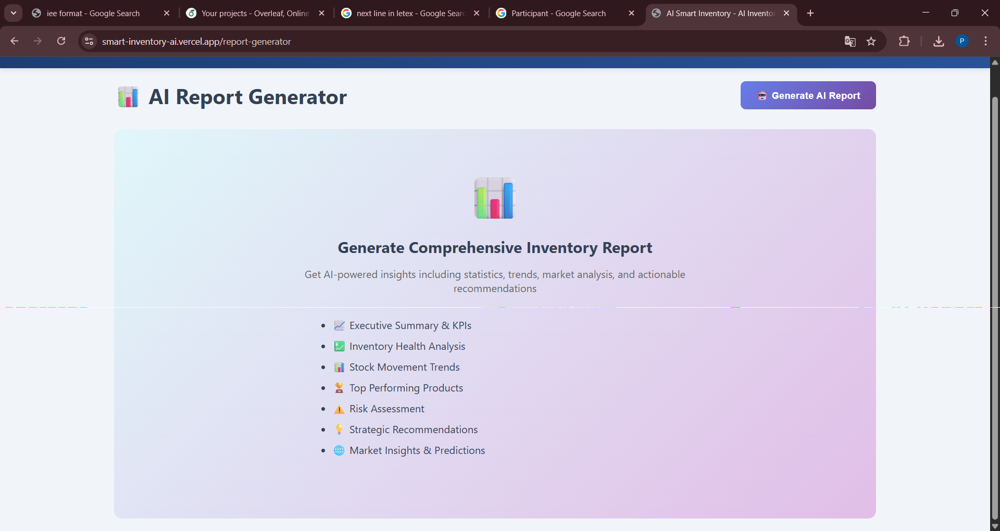 iee format - Google Search
Your projects - Overleaf, Online
next line in letex - Google Searc
Participant - Google Search
AI Smart Inventory - AI Invento
smart-inventory-ai.vercel.app/report-generator
P
AI Report Generator
Generate AI Report
Generate Comprehensive Inventory Report
Get AI-powered insights including statistics, trends, market analysis, and actionable
recommendations
Executive Summary & KPIs
Inventory Health Analysis
Stock Movement Trends
Top Performing Products
Risk Assessment
Strategic Recommendations
Market Insights & Predictions